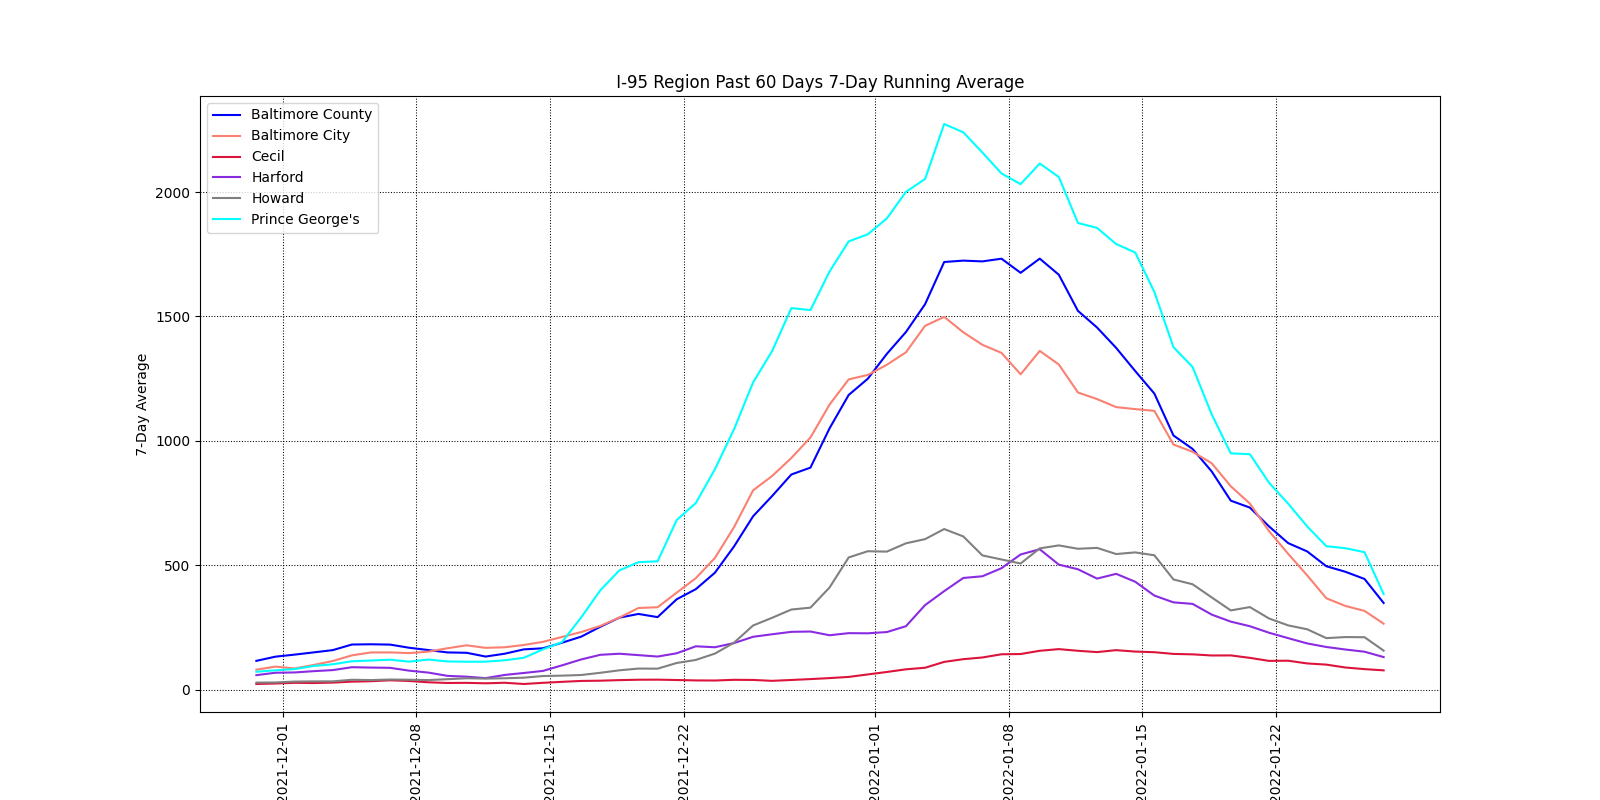 I-95 Region Past 60 Days 7-Day Running Average
Baltimore County
Baltimore City
Cecil
Harford
Howard
Prince George's
7-Day Average
2000
1500
1000
500
0
2021-12-01
2021-12-08
2021-12-15
2021-12-22
2022-01-01
2022-01-08
2022-01-15
2022-01-22